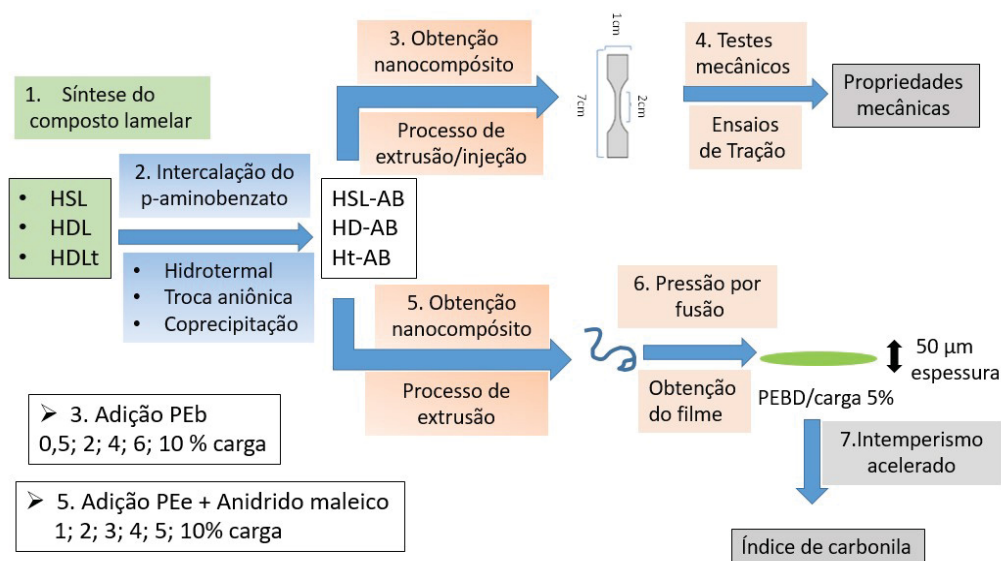 1. Síntese do
composto lamelar
• HSL
• HDL
• HDLt
2. Intercalação do
p-aminobenzato
• Hidrotermal
• Troca aniônica
• Coprecipitação
HSL-AB
HD-AB
Ht-AB
3. Obtenção
nanocompósito
Processo de
extrusão/injeção
1cm
7cm
2cm
4. Testes
mecânicos
Ensaios
de Tração
Propriedades
mecânicas
5. Obtenção
nanocompósito
Processo de
extrusão
6. Pressão por
fusão
Obtenção
do filme
50 µm
espessura
PEBD/carga 5%
7.Intemperismo
acelerado
Índice de carbonila
➢ 3. Adição PEb
0,5; 2; 4; 6; 10 % carga
➢ 5. Adição PEe + Anidrido maleico
1; 2; 3; 4; 5; 10% carga